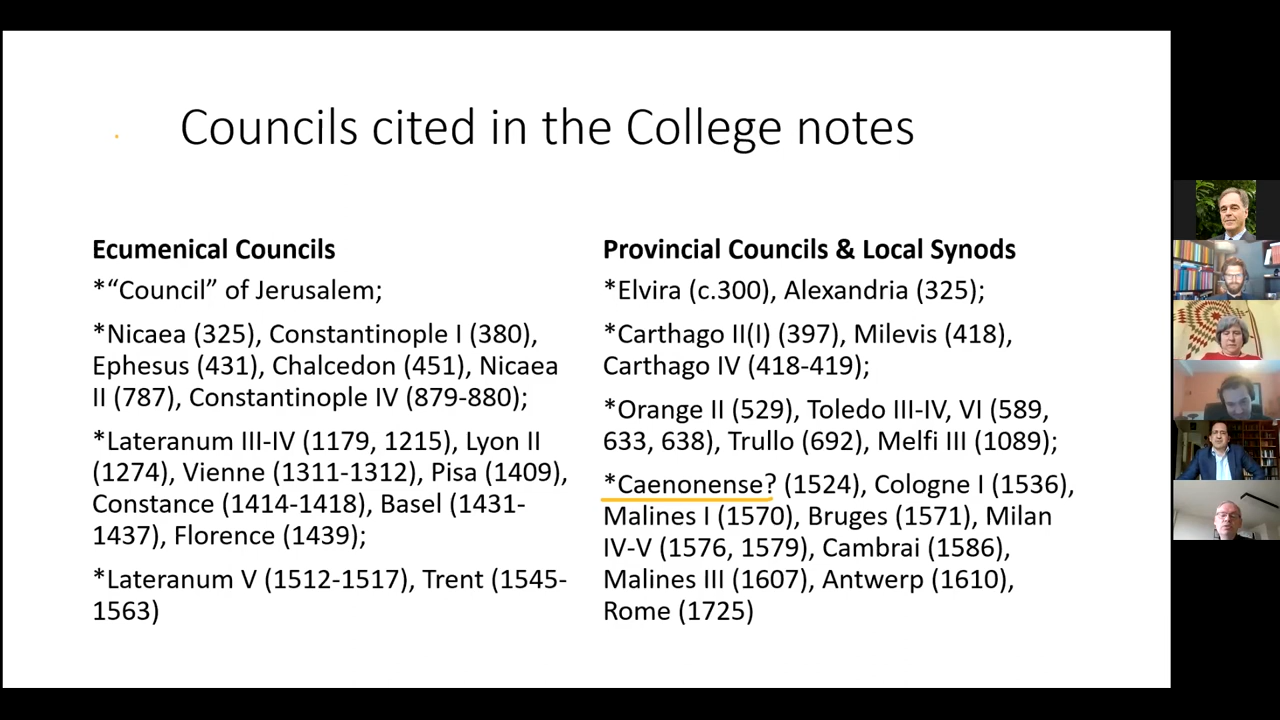 Councils cited in the College notes
Ecumenical Councils
*“Council” of Jerusalem;
*Nicaea (325), Constantinople I (380),
Ephesus (431), Chalcedon (451), Nicaea
II (787), Constantinople IV (879-880);
*Lateranum III-IV (1179, 1215), Lyon II
(1274), Vienne (1311-1312), Pisa (1409),
Constance (1414-1418), Basel (1431-
1437), Florence (1439);
*Lateranum V (1512-1517), Trent (1545-
1563)
Provincial Councils & Local Synods
*Elvira (c.300), Alexandria (325);
*Carthago II(I) (397), Milevis (418),
Carthago IV (418-419);
*Orange II (529), Toledo III-IV, VI (589,
633, 638), Trullo (692), Melfi III (1089);
*Caenonense? (1524), Cologne I (1536),
Malines I (1570), Bruges (1571), Milan
IV-V (1576, 1579), Cambrai (1586),
Malines III (1607), Antwerp (1610),
Rome (1725)